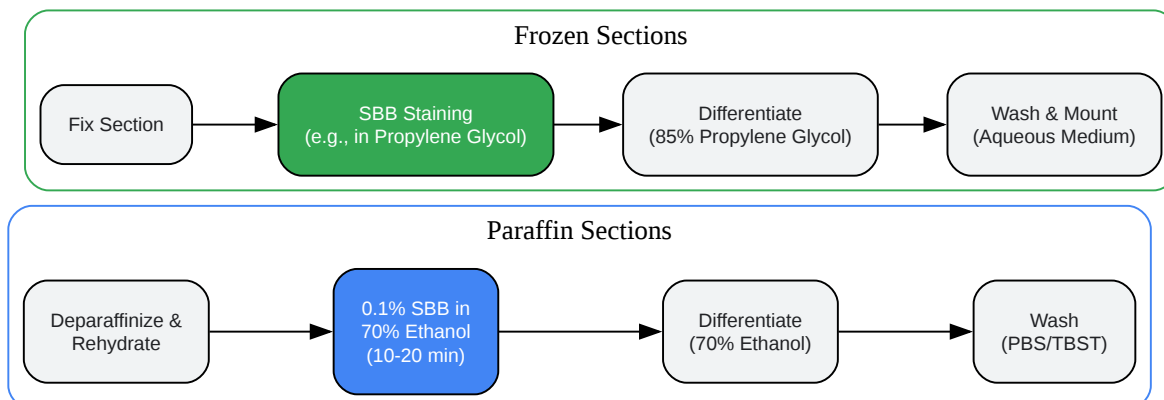 Frozen Sections
Fix Section
SBB Staining
(e.g., in Propylene Glycol)
Differentiate
(85% Propylene Glycol)
Wash & Mount
(Aqueous Medium)
Paraffin Sections
Deparaffinize &
Rehydrate
0.1% SBB in
70% Ethanol
(10-20 min)
Differentiate
(70% Ethanol)
Wash
(PBS/TBST)